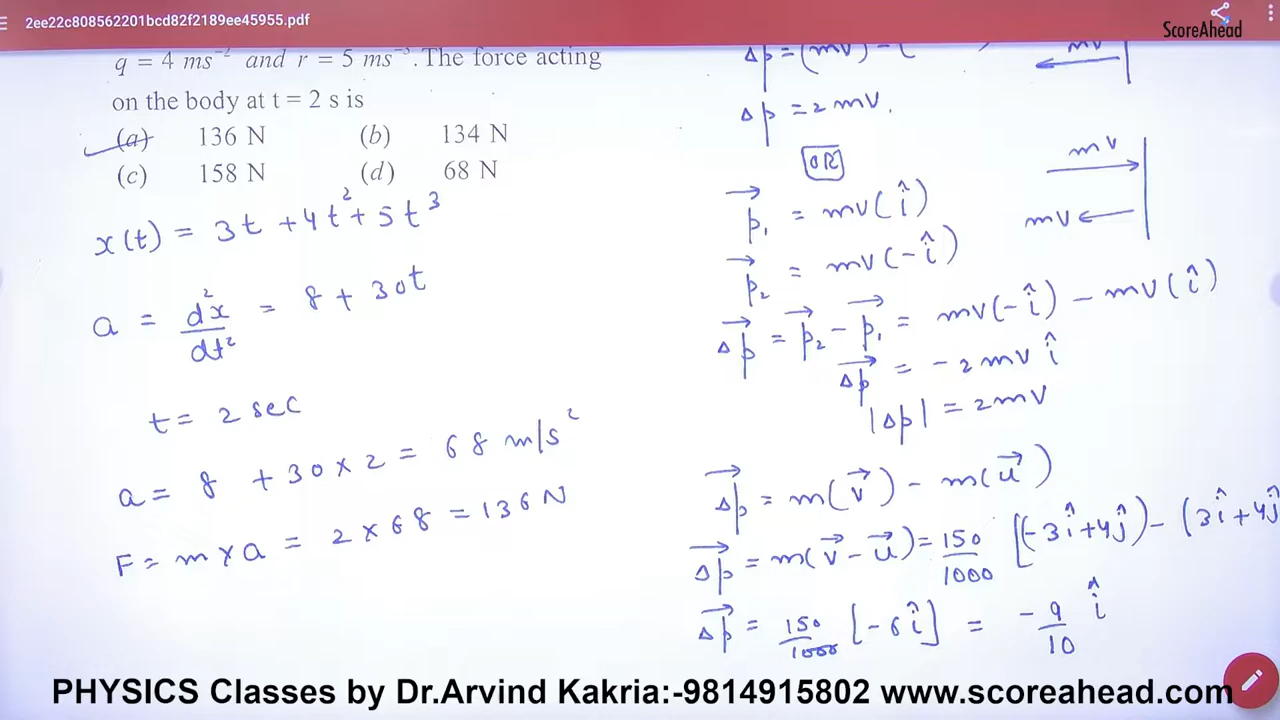 2ee22c808562201bcd82f2189ee45955.pdf
ScoreAhead
q = 4 ms⁻² and r = 5 ms⁻³. The force acting
on the body at t = 2 s is
(a) 136 N (b) 134 N
(c) 158 N (d) 68 N
x(t) = 3t + 4t² + 5t³
a = d²x/dt² = 8 + 30t
t = 2 sec
a = 8 + 30 × 2 = 68 m/s²
F = m × a = 2 × 68 = 136 N
Δp = (mv) - (
mv
Δp = 2mv.
OR
mv
mv
p₁ = mv(î)
p₂ = mv(-î)
Δp = p₂ - p₁ = mv(-î) - mv(î)
Δp = -2mv î
|Δp| = 2mv
Δp = m(v) - m(u)
Δp = m(v - u) = 150/1000 [(-3î+4ĵ) - (3î+4ĵ
Δp = 150/1000 [-6î] = -9/10 î
PHYSICS Classes by Dr.Arvind Kakria:-9814915802 www.scoreahead.com